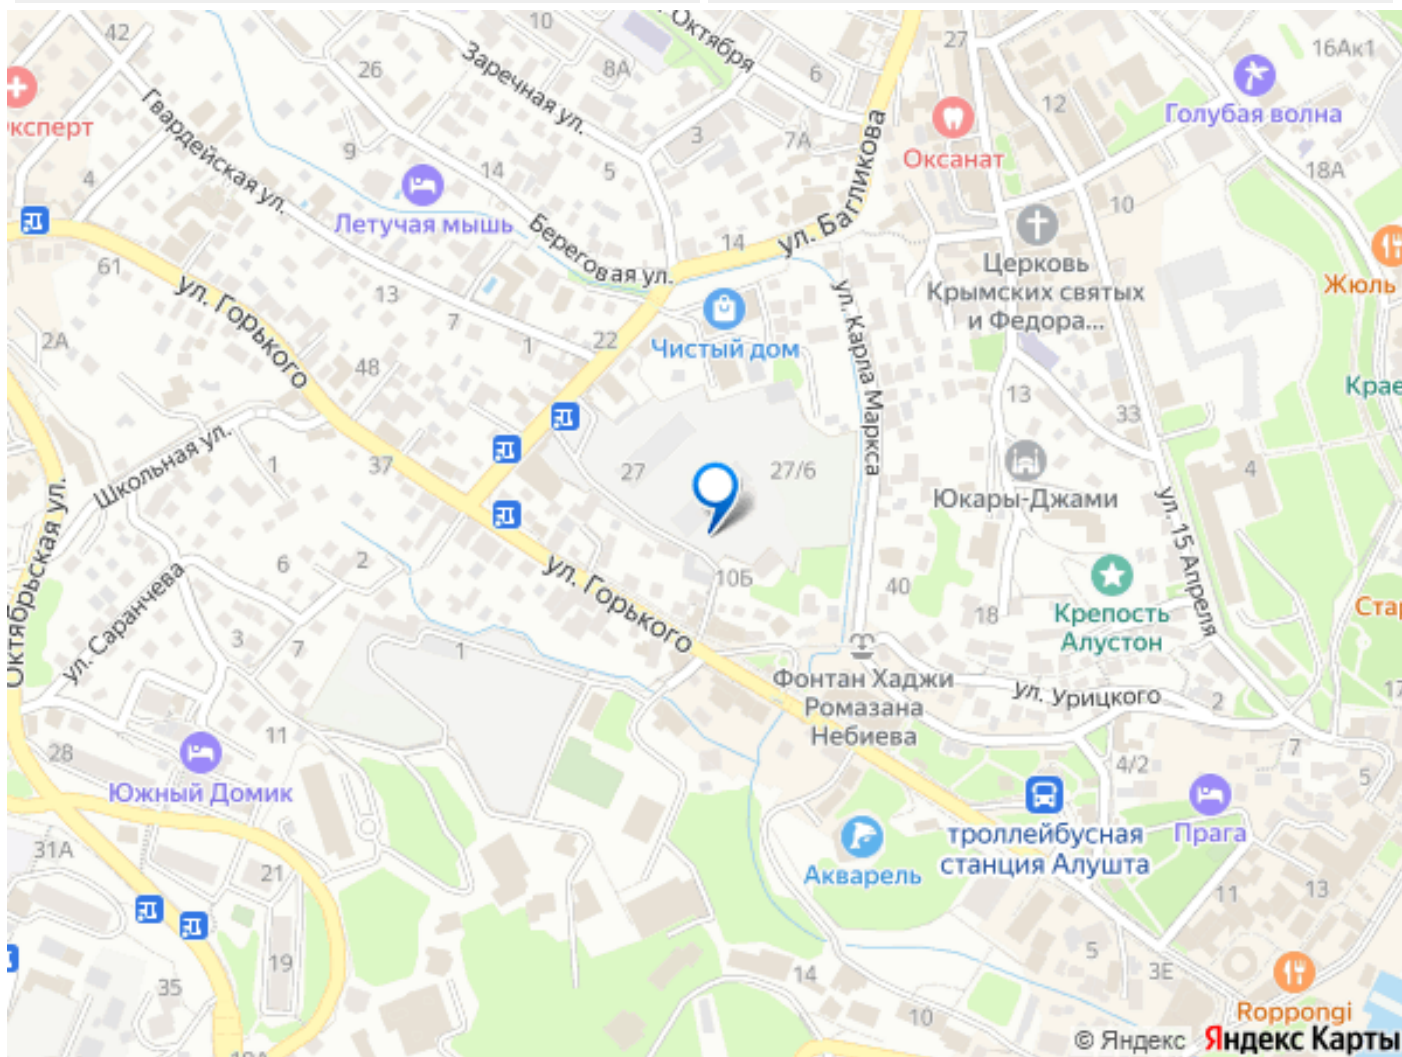 42
10
Октября
27
16Ак1
Заречная ул.
26
8А
6
12
Голубая волна
ксперт
Гвардейская ул.
9
14
5
3
7А
ул. Багликова
Оксанат
18А
4
Летучая мышь
Береговая ул.
14
10
Церковь
Крымских святых
и Федора...
Жюль
61
ул. Горького
13
7
1
22
Чистый дом
ул. Карла Маркса
2А
48
13
33
Крае
Школьная ул.
1
37
27
27/6
4
Юкары-Джами
ул. 15 Апреля
Октябрьская ул.
6
2
ул. Горького
10Б
40
18
Крепость
Алустон
Стар
ул. Саранчева
3
7
1
Фонтан Хаджи
Ромазана
Небиева
ул. Урицкого
2
17
28
11
Южный Домик
4/2
7
5
троллейбусная
станция Алушта
Прага
31А
21
Акварель
11
13
19
35
14
5
3Е
10
Roppongi
© Яндекс Яндекс Карты